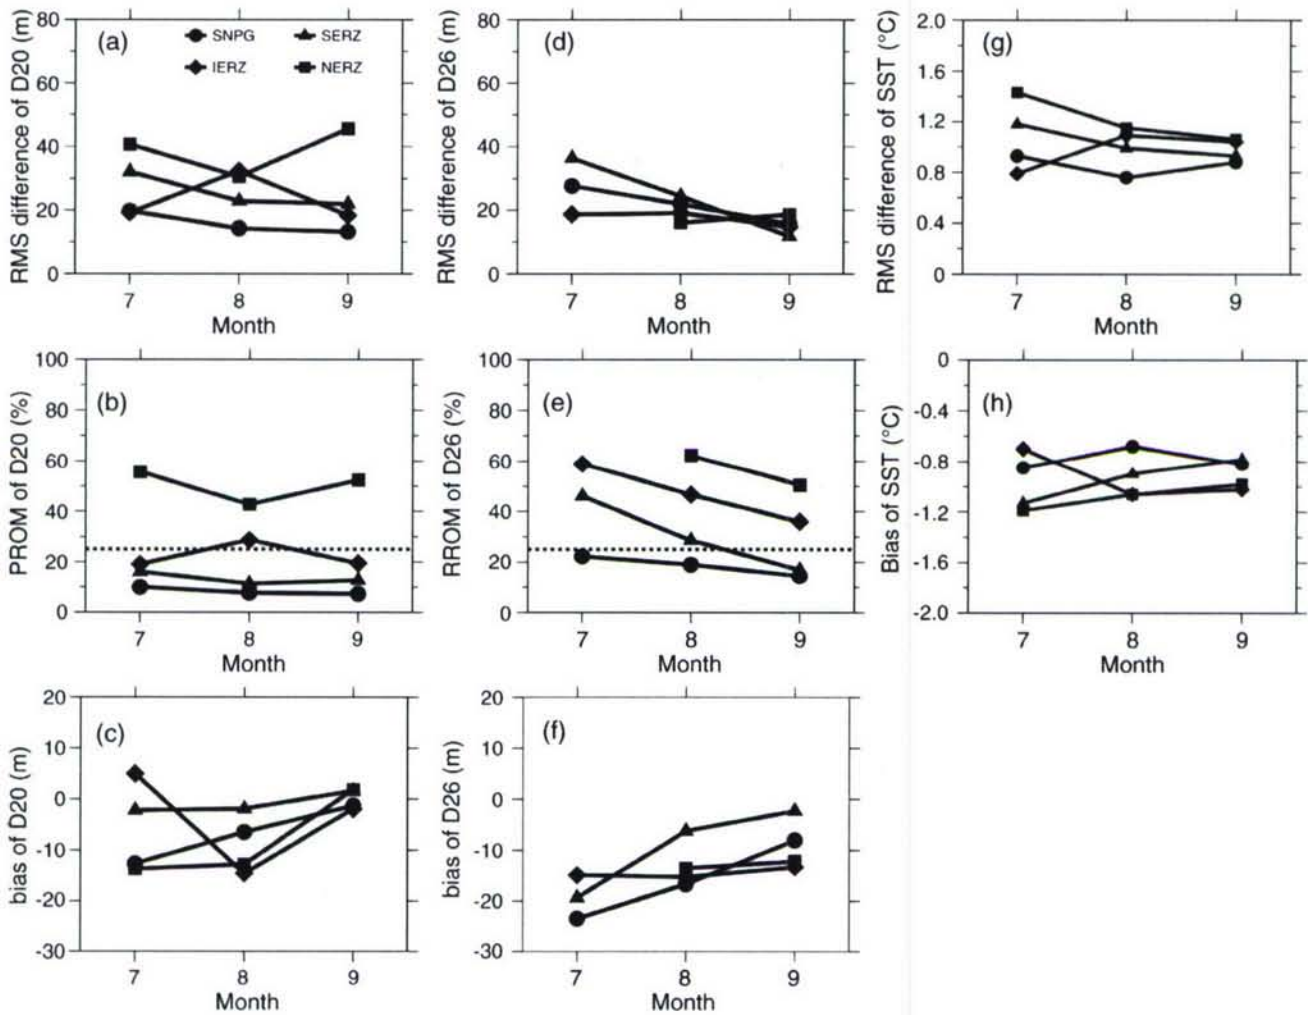 RMS difference of D20 (m)
80
60
40
20
0
(a)
SNPG
SERZ
IERZ
NERZ
7
8
9
Month
RMS difference of D26 (m)
80
60
40
20
0
(d)
7
8
9
Month
RMS difference of SST (°C)
2.0
1.6
1.2
0.8
0.4
0
(g)
7
8
9
Month
PROM of D20 (%)
100
80
60
40
20
0
(b)
7
8
9
Month
RROM of D26 (%)
100
80
60
40
20
0
(e)
7
8
9
Month
Bias of SST (°C)
0
-0.4
-0.8
-1.2
-1.6
-2.0
(h)
7
8
9
Month
bias of D20 (m)
20
10
0
-10
-20
-30
(c)
7
8
9
Month
bias of D26 (m)
20
10
0
-10
-20
-30
(f)
7
8
9
Month